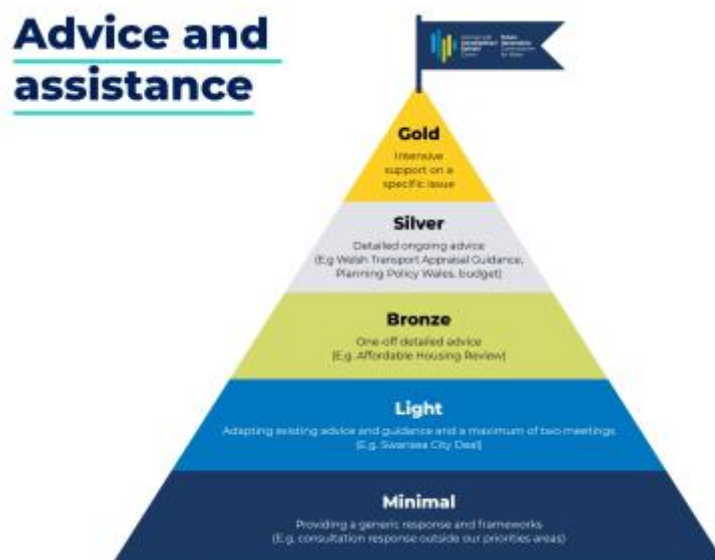 Advice and
assistance
Gold
Intensive
support on a
specific issue
Silver
Detailed ongoing advice
(E.g Welsh Transport Appraisal Guidance,
Planning Policy Wales, budget)
Bronze
One-off detailed advice
(E.g. Affordable Housing Review)
Light
Adapting existing advice and guidance and a maximum of two meetings
(E.g. Swansea City Deal)
Minimal
Providing a generic response and frameworks
(E.g. consultation response outside our priorities areas)